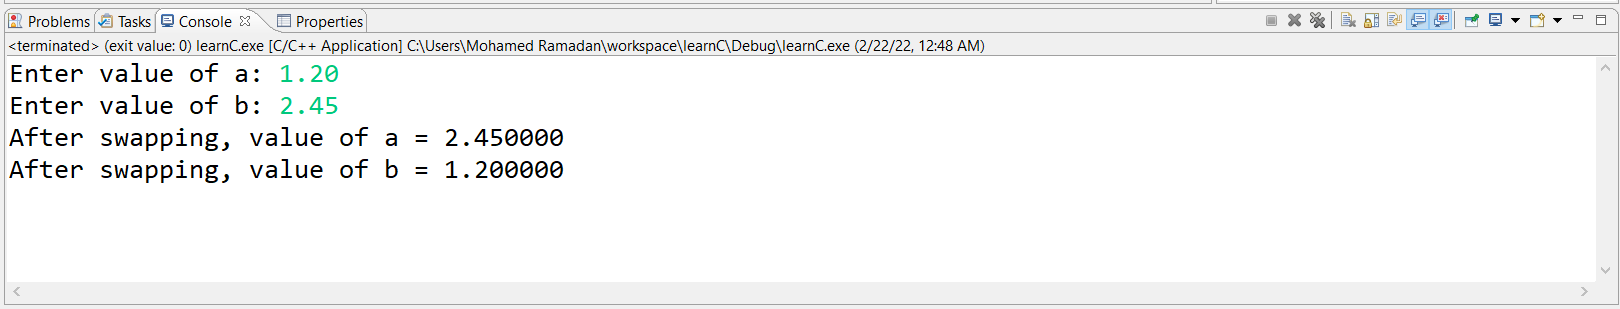 Problems Tasks Console Properties
<terminated> (exit value: 0) learnC.exe [C/C++ Application] C:\Users\Mohamed Ramadan\workspace\learnC\Debug\learnC.exe (2/22/22, 12:48 AM)
Enter value of a: 1.20
Enter value of b: 2.45
After swapping, value of a = 2.450000
After swapping, value of b = 1.200000